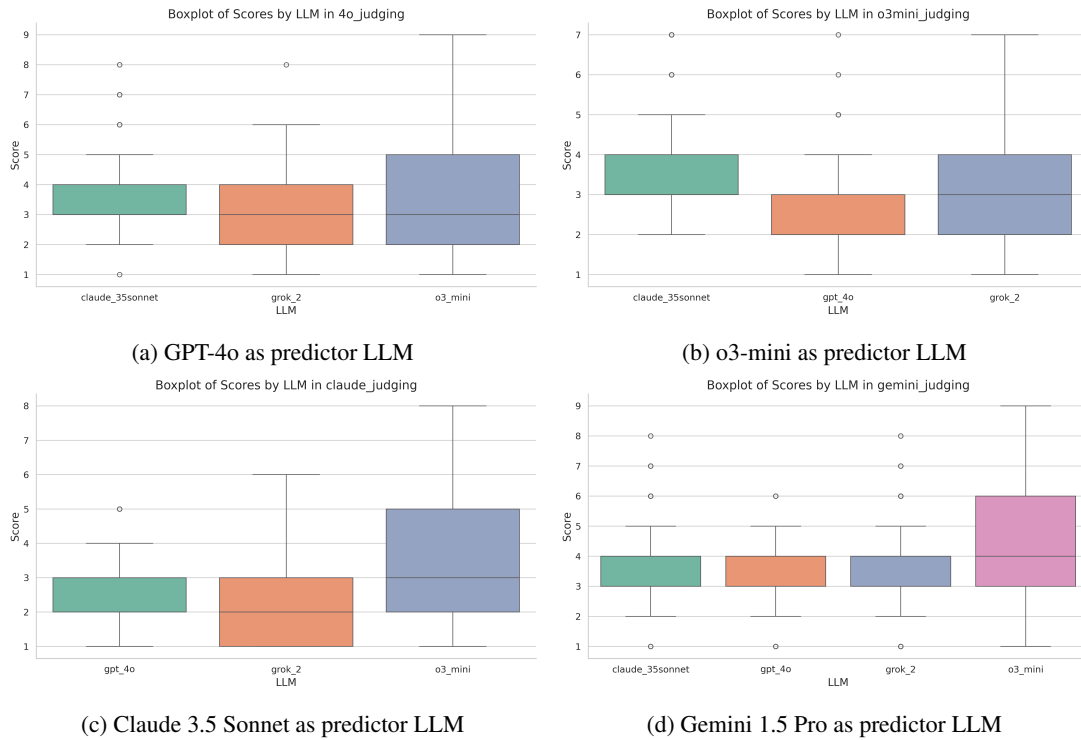 Boxplot of Scores by LLM in 4o_judging
9
8
7
6
5
4
3
2
1
Score
claude_35sonnet grok_2 o3_mini
LLM
(a) GPT-4o as predictor LLM
Boxplot of Scores by LLM in o3mini_judging
7
6
5
4
3
2
1
Score
claude_35sonnet gpt_4o grok_2
LLM
(b) o3-mini as predictor LLM
Boxplot of Scores by LLM in claude_judging
8
7
6
5
4
3
2
1
Score
gpt_4o grok_2 o3_mini
LLM
(c) Claude 3.5 Sonnet as predictor LLM
Boxplot of Scores by LLM in gemini_judging
9
8
7
6
5
4
3
2
1
Score
claude_35sonnet gpt_4o grok_2 o3_mini
LLM
(d) Gemini 1.5 Pro as predictor LLM